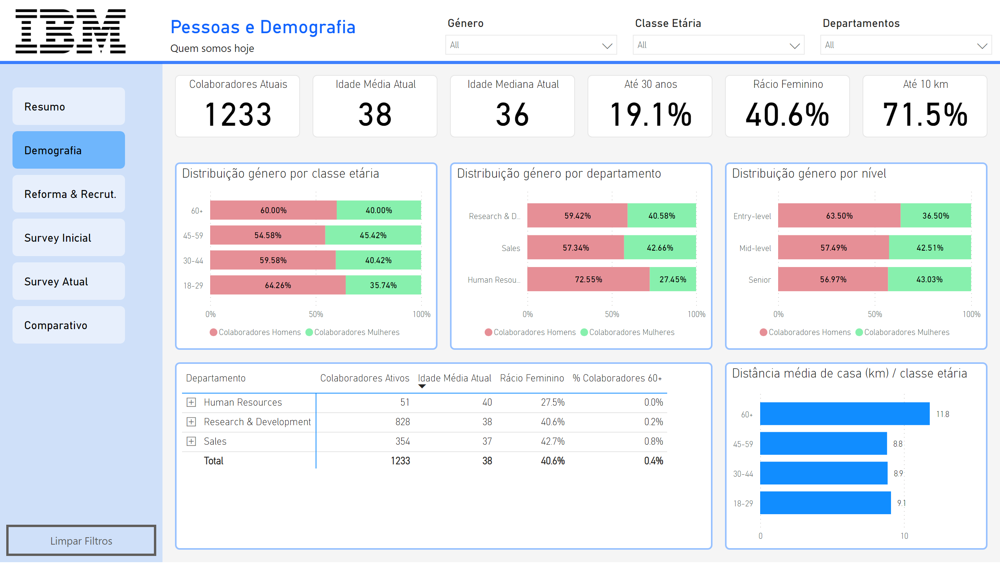 IBM
Pessoas e Demografia
Quem somos hoje
Género
All
Classe Etária
All
Departamentos
All
Resumo
Demografia
Reforma & Recrut.
Survey Inicial
Survey Atual
Comparativo
Limpar Filtros
Colaboradores Atuais
1233
Idade Média Atual
38
Idade Mediana Atual
36
Até 30 anos
19.1%
Rácio Feminino
40.6%
Até 10 km
71.5%
Distribuição género por classe etária
60+ 60.00% 40.00%
45-59 54.58% 45.42%
30-44 59.58% 40.42%
18-29 64.26% 35.74%
0% 50% 100%
Colaboradores Homens Colaboradores Mulheres
Distribuição género por departamento
Research & D... 59.42% 40.58%
Sales 57.34% 42.66%
Human Resou... 72.55% 27.45%
0% 50% 100%
Colaboradores Homens Colaboradores Mulheres
Distribuição género por nível
Entry-level 63.50% 36.50%
Mid-level 57.49% 42.51%
Senior 56.97% 43.03%
0% 50% 100%
Colaboradores Homens Colaboradores Mulheres
Departamento Colaboradores Ativos Idade Média Atual Rácio Feminino % Colaboradores 60+
Human Resources 51 40 27.5% 0.0%
Research & Development 828 38 40.6% 0.2%
Sales 354 37 42.7% 0.8%
Total 1233 38 40.6% 0.4%
Distância média de casa (km) / classe etária
60+ 11.8
45-59 8.8
30-44 8.9
18-29 9.1
0 10